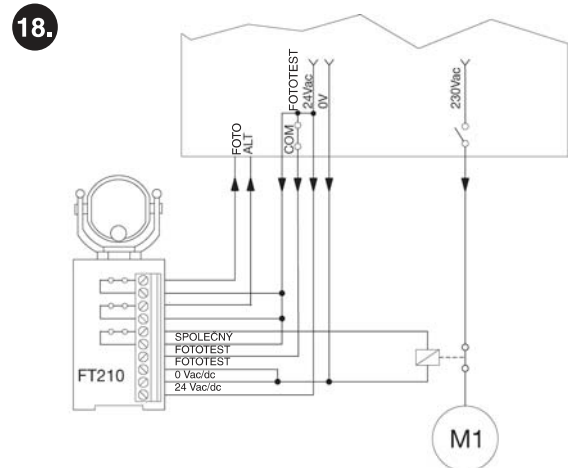 18.
FOTO
ALT
COM
FOTOTEST
24Vac
0V
230Vac
SPOLEČNÝ
FOTOTEST
FOTOTEST
0 Vac/dc
24 Vac/dc
FT210
M1